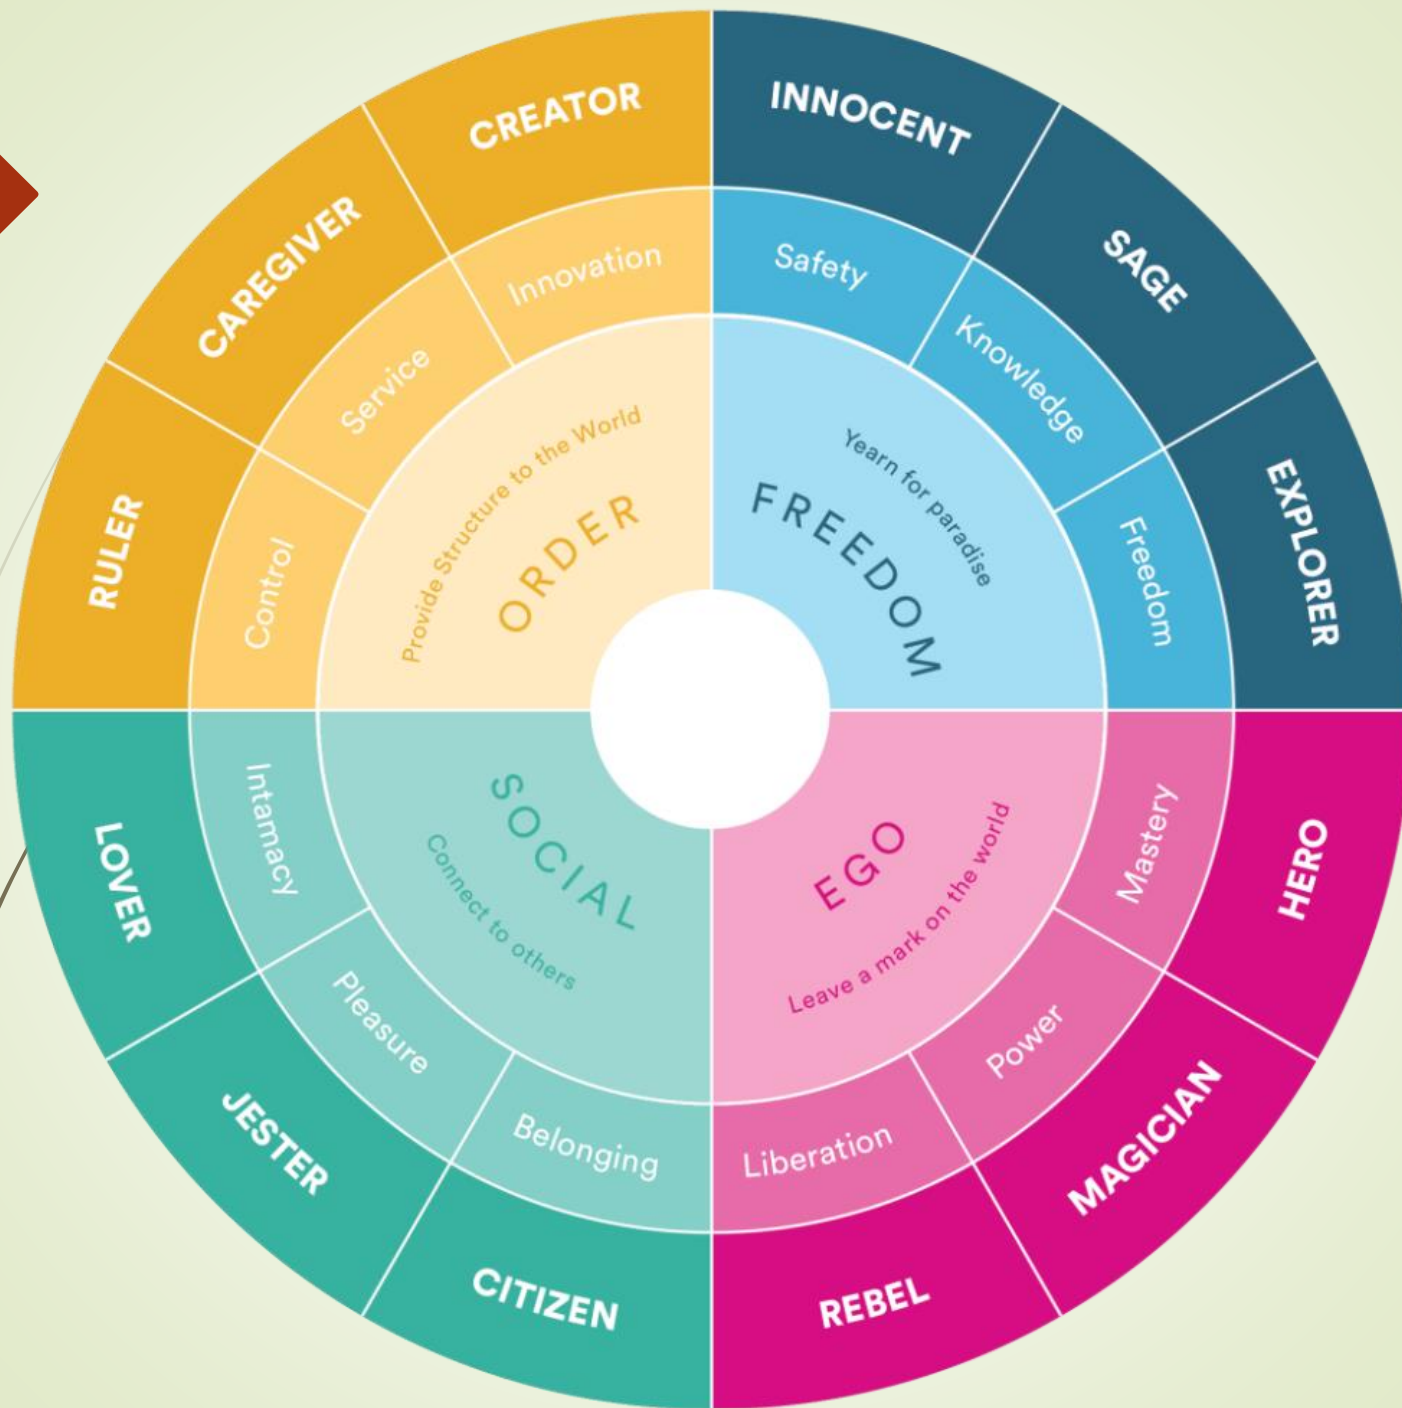 CREATOR
INNOCENT
CAREGIVER
SAGE
RULER
EXPLORER
Innovation
Safety
Service
Knowledge
Control
Freedom
Provide Structure to the World
ORDER
Yearn for paradise
FREEDOM
SOCIAL
Connect to others
EGO
Leave a mark on the world
Intamacy
Mastery
Pleasure
Power
Belonging
Liberation
LOVER
HERO
JESTER
MAGICIAN
CITIZEN
REBEL